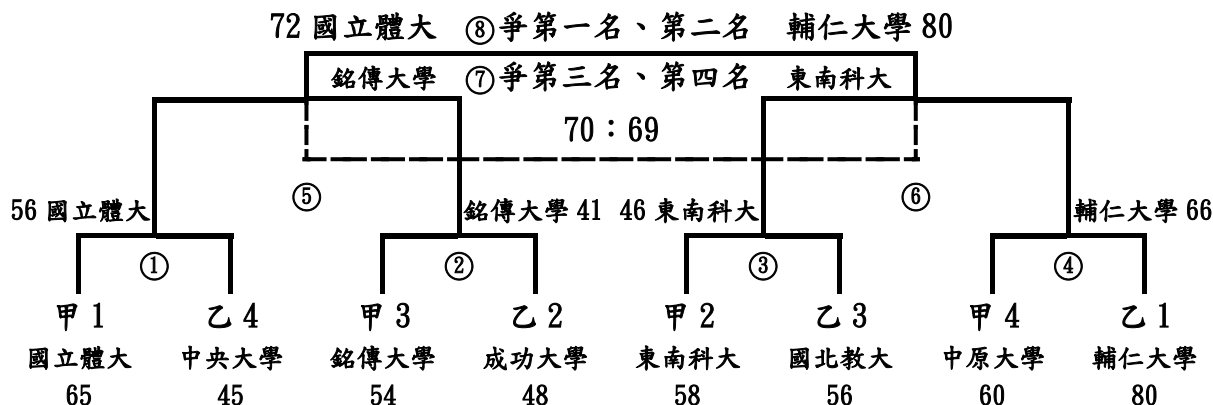 72 國立體大 ⑧爭第一名、第二名 輔仁大學 80
銘傳大學 ⑦爭第三名、第四名 東南科大
70：69
⑤ ⑥
56 國立體大 銘傳大學 41 46 東南科大 輔仁大學 66
① ② ③ ④
甲 1 乙 4 甲 3 乙 2 甲 2 乙 3 甲 4 乙 1
國立體大 中央大學 銘傳大學 成功大學 東南科大 國北教大 中原大學 輔仁大學
65 45 54 48 58 56 60 80